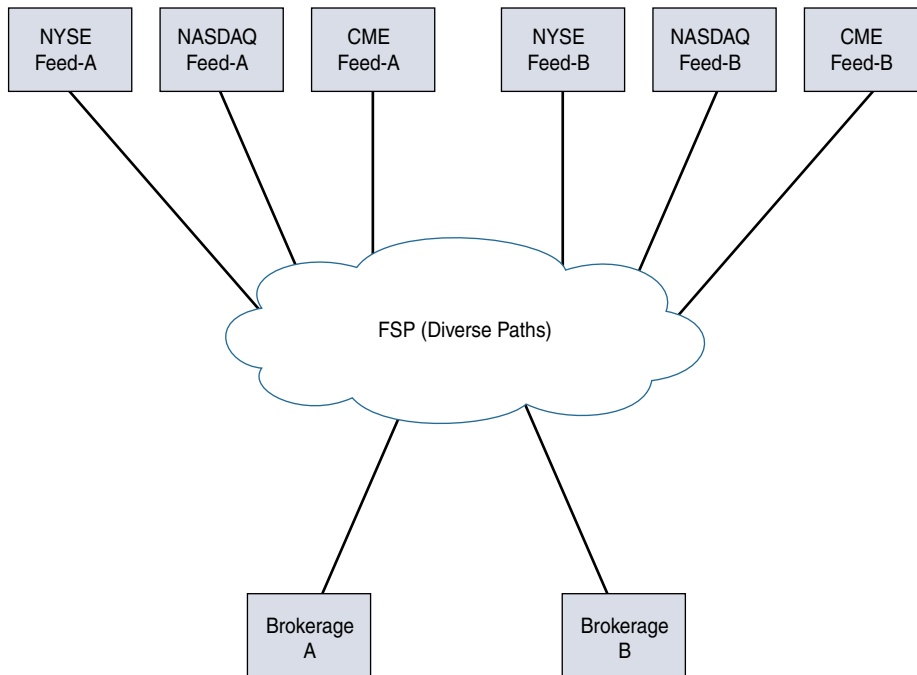 NYSE
Feed-A
NASDAQ
Feed-A
CME
Feed-A
NYSE
Feed-B
NASDAQ
Feed-B
CME
Feed-B
FSP (Diverse Paths)
Brokerage
A
Brokerage
B